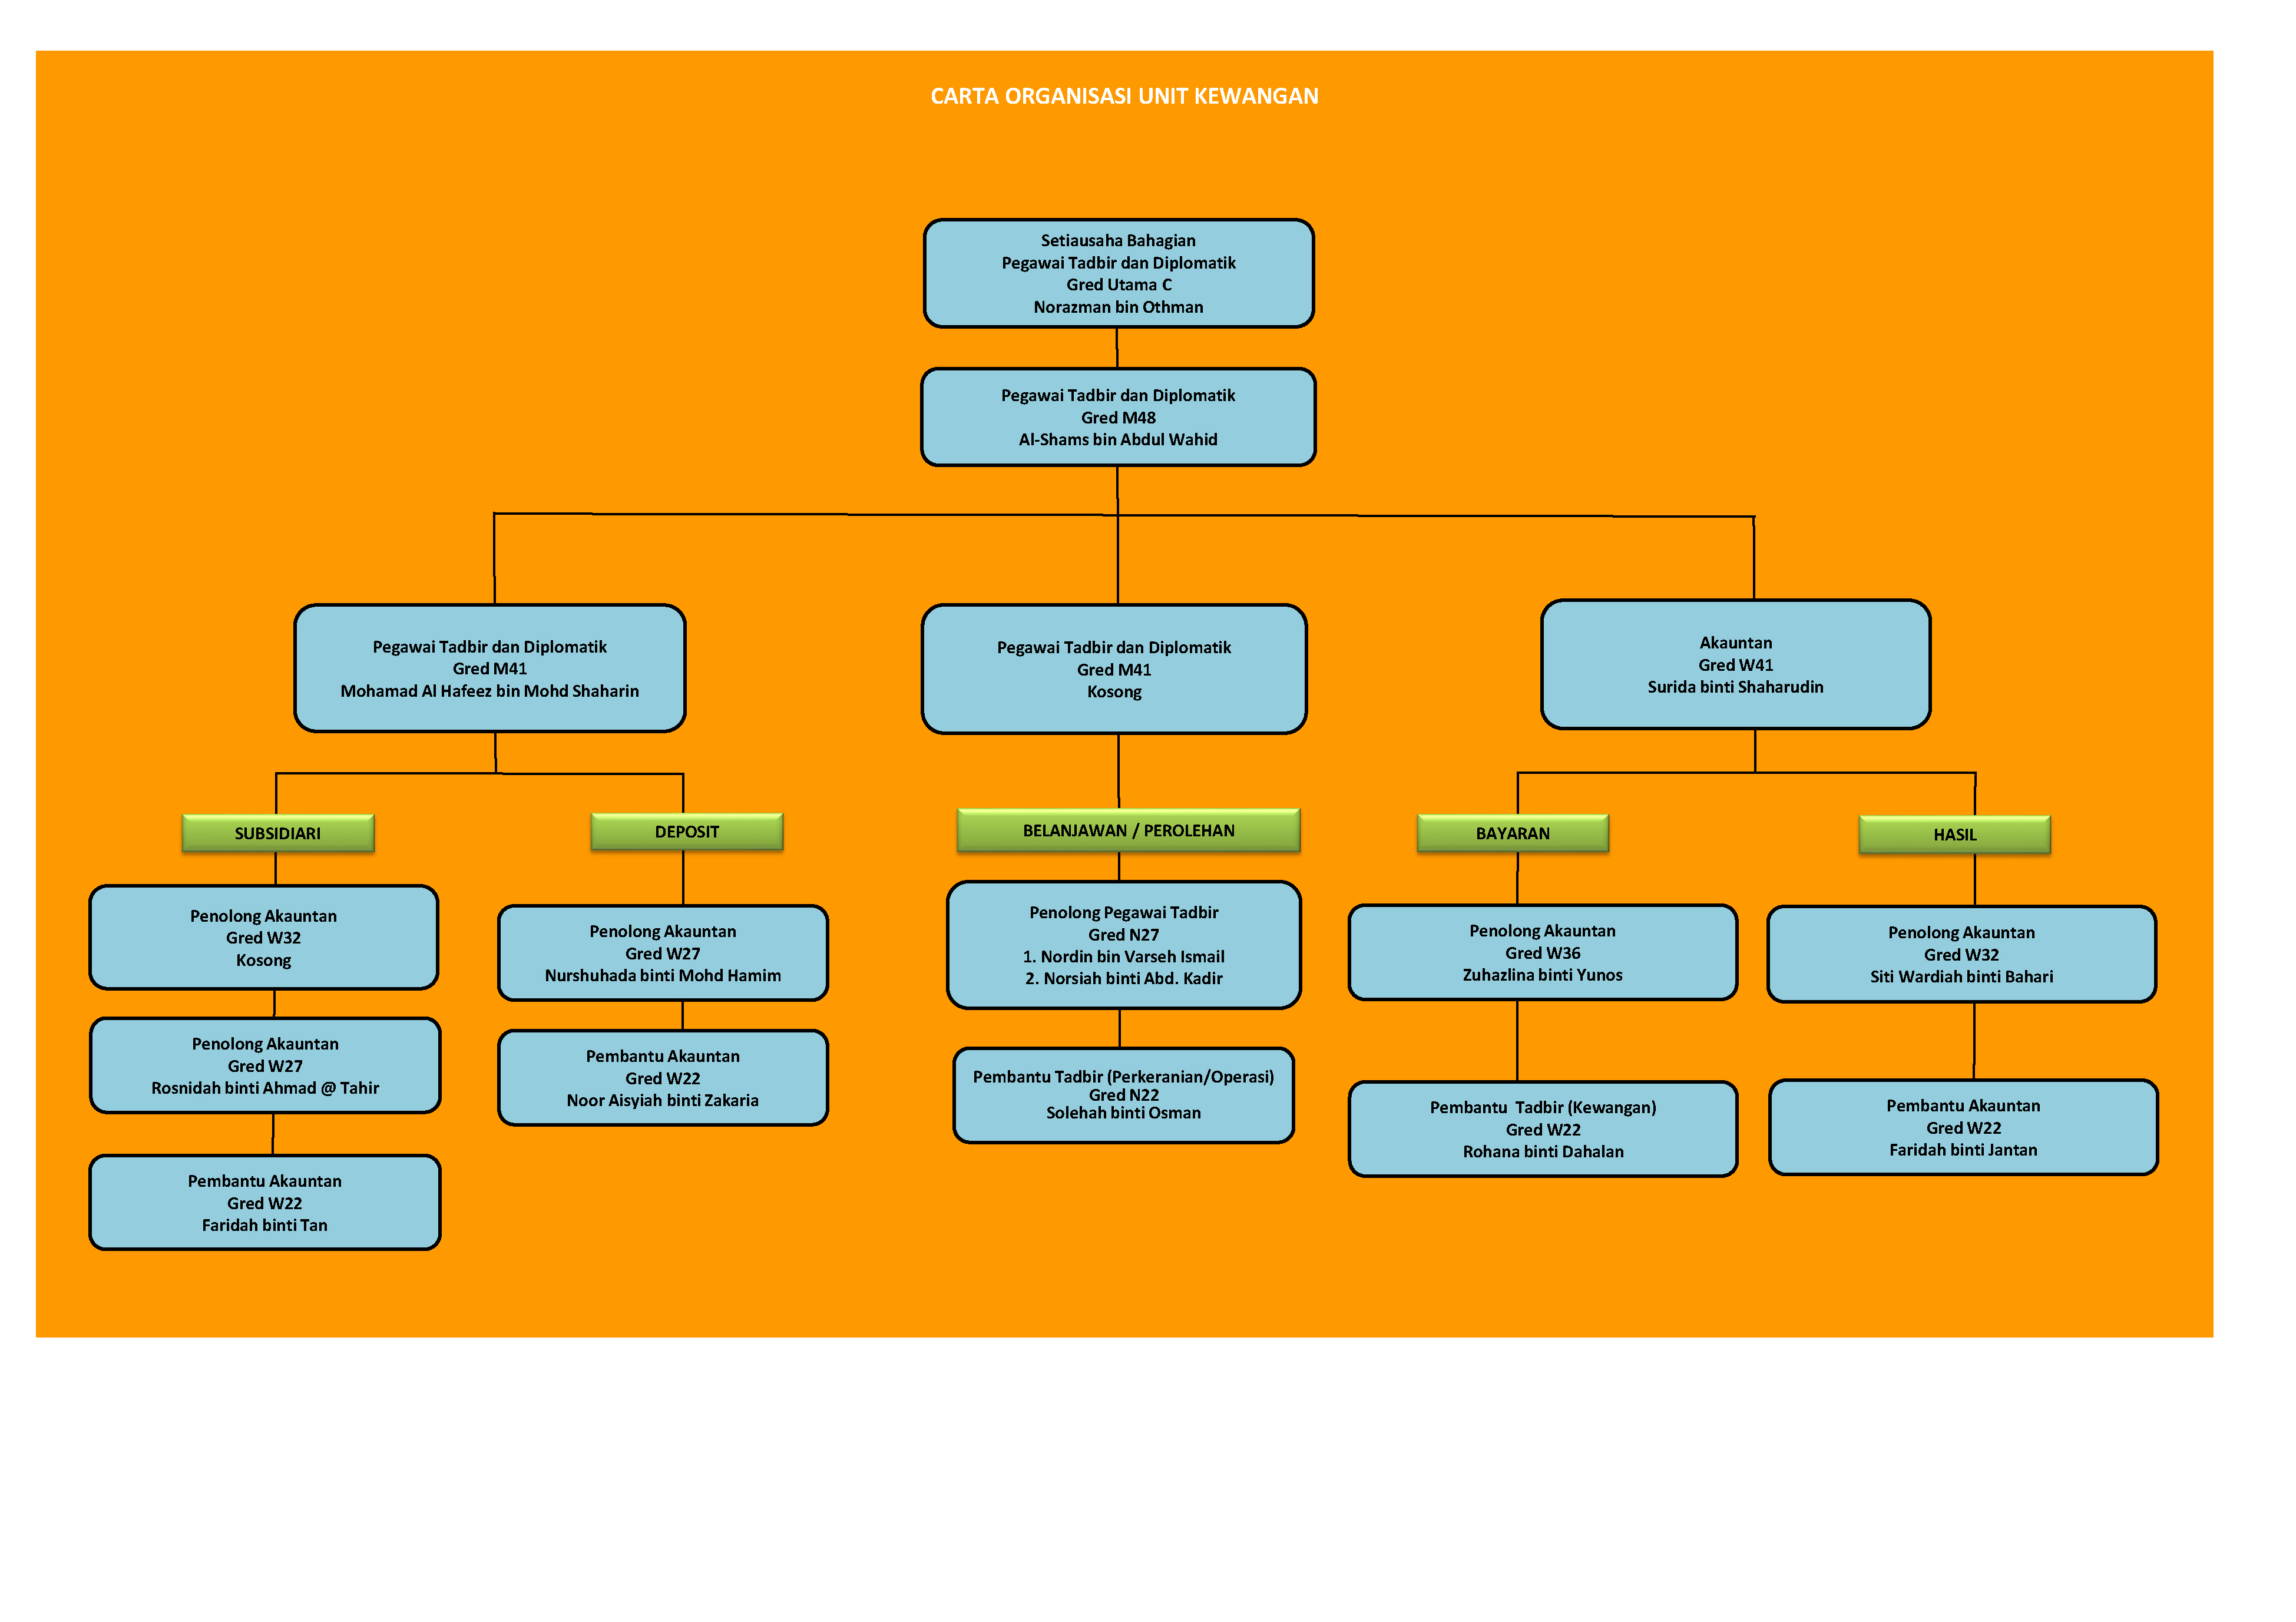 CARTA ORGANISASI UNIT KEWANGAN
Setiausaha Bahagian
Pegawai Tadbir dan Diplomatik
Gred Utama C
Norazman bin Othman
Pegawai Tadbir dan Diplomatik
Gred M48
Al-Shams bin Abdul Wahid
Pegawai Tadbir dan Diplomatik
Gred M41
Mohamad Al Hafeez bin Mohd Shaharin
Pegawai Tadbir dan Diplomatik
Gred M41
Kosong
Akauntan
Gred W41
Surida binti Shaharudin
SUBSIDIARI
Penolong Akauntan
Gred W32
Kosong
Penolong Akauntan
Gred W27
Rosnidah binti Ahmad @ Tahir
Pembantu Akauntan
Gred W22
Faridah binti Tan
DEPOSIT
Penolong Akauntan
Gred W27
Nurshuhada binti Mohd Hamim
Pembantu Akauntan
Gred W22
Noor Aisyiah binti Zakaria
BELANJAWAN / PEROLEHAN
Penolong Pegawai Tadbir
Gred N27
1. Nordin bin Varseh Ismail
2. Norsiah binti Abd. Kadir
Pembantu Tadbir (Perkeranian/Operasi)
Gred N22
Solehah binti Osman
BAYARAN
Penolong Akauntan
Gred W36
Zuhazlina binti Yunos
Pembantu Tadbir (Kewangan)
Gred W22
Rohana binti Dahalan
HASIL
Penolong Akauntan
Gred W32
Siti Wardiah binti Bahari
Pembantu Akauntan
Gred W22
Faridah binti Jantan